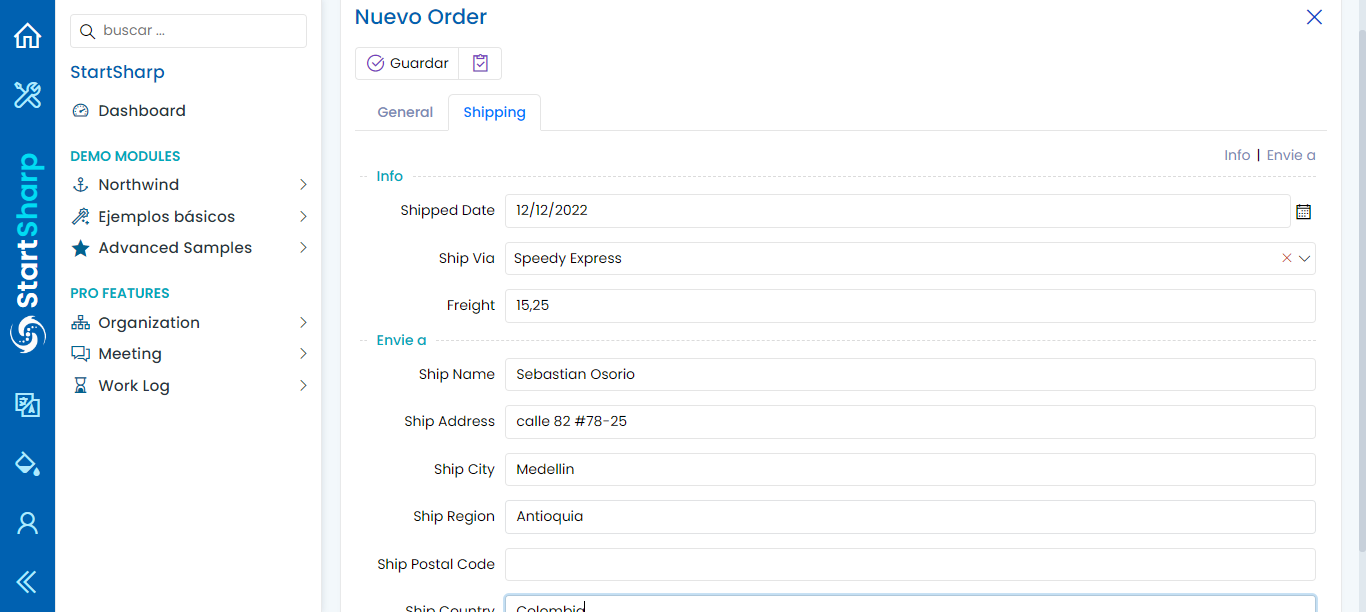 Nuevo Order
buscar ...
Guardar
StartSharp
General
Shipping
Dashboard
DEMO MODULES
Northwind
Ejemplos básicos
Advanced Samples
PRO FEATURES
Organization
Meeting
Work Log
StartSharp
Info | Envie a
Info
Shipped Date 12/12/2022
Ship Via Speedy Express
Freight 15,25
Envie a
Ship Name Sebastian Osorio
Ship Address calle 82 #78-25
Ship City Medellin
Ship Region Antioquia
Ship Postal Code
Ship Country Colombia